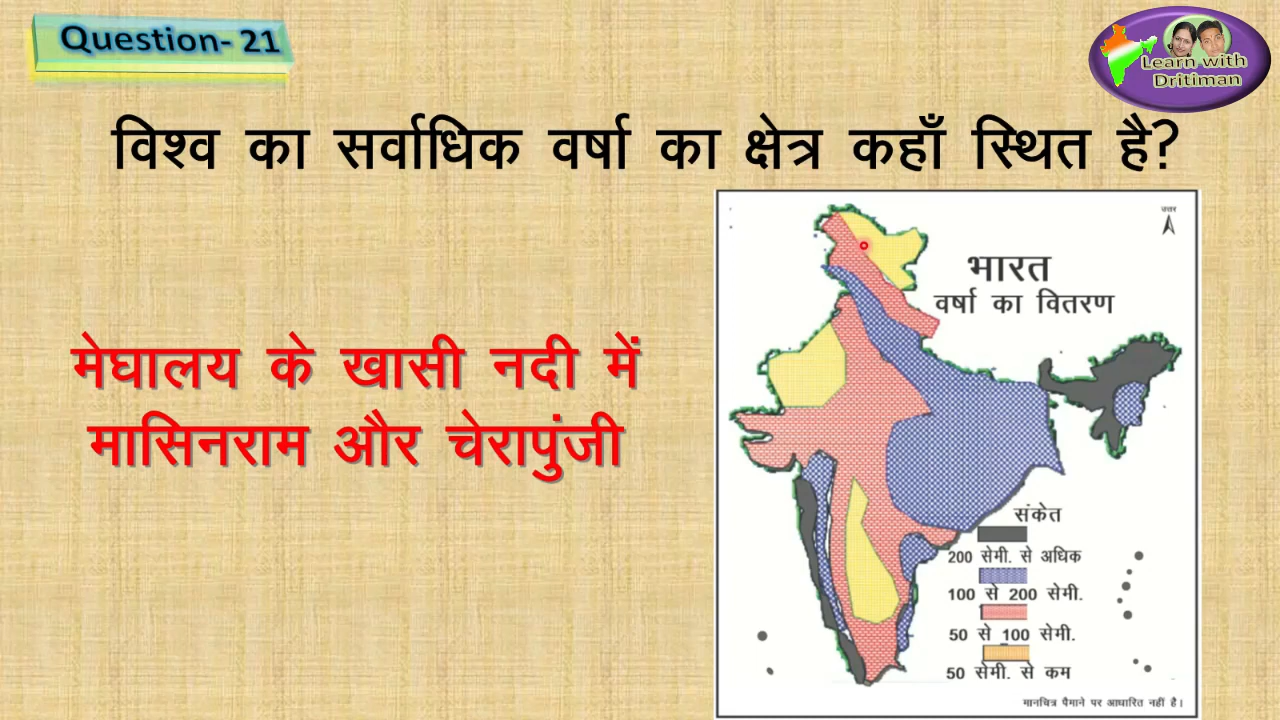 Question- 21
Learn with
Dritiman
विश्व का सर्वाधिक वर्षा का क्षेत्र कहाँ स्थित है?
मेघालय के खासी नदी में
मासिनराम और चेरापुंजी
उत्तर
भारत
वर्षा का वितरण
संकेत
200 सेमी. से अधिक
100 से 200 सेमी.
50 से 100 सेमी.
50 सेमी. से कम
मानचित्र पैमाने पर आधारित नहीं है।